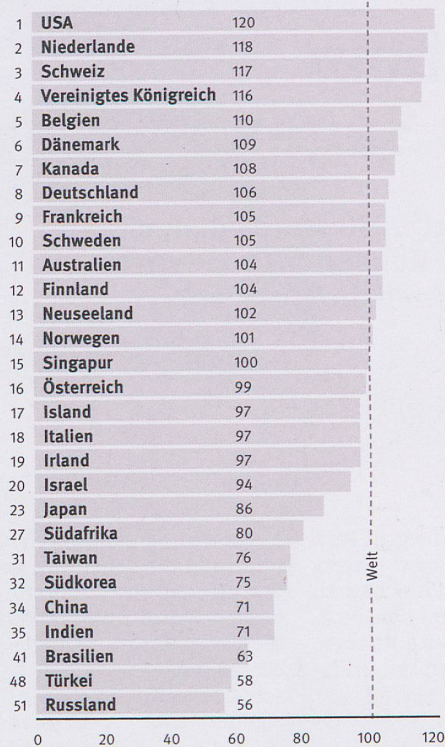 1 USA 120
2 Niederlande 118
3 Schweiz 117
4 Vereinigtes Königreich 116
5 Belgien 110
6 Dänemark 109
7 Kanada 108
8 Deutschland 106
9 Frankreich 105
10 Schweden 105
11 Australien 104
12 Finnland 104
13 Neuseeland 102
14 Norwegen 101
15 Singapur 100
16 Österreich 99
17 Island 97
18 Italien 97
19 Irland 97
20 Israel 94
23 Japan 86
27 Südafrika 80
31 Taiwan 76
32 Südkorea 75
34 China 71
35 Indien 71
41 Brasilien 63
48 Türkei 58
51 Russland 56
Welt
0 20 40 60 80 100 120